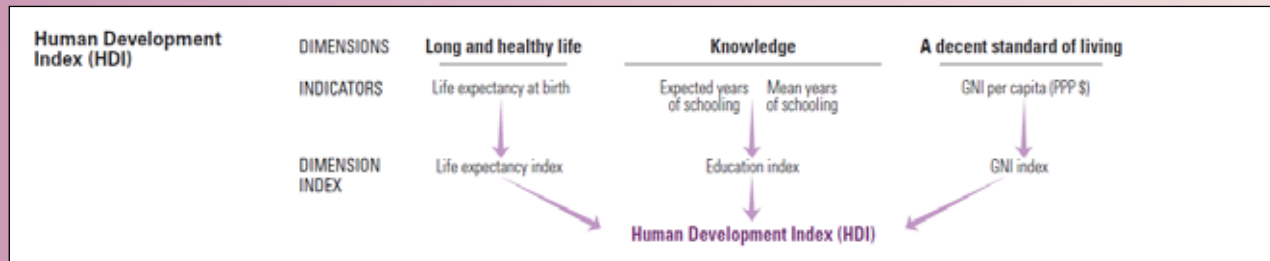 Human Development
Index (HDI)
DIMENSIONS Long and healthy life Knowledge A decent standard of living
INDICATORS Life expectancy at birth Expected years Mean years GNI per capita (PPP $)
of schooling of schooling
DIMENSION Life expectancy index Education index GNI index
INDEX
Human Development Index (HDI)